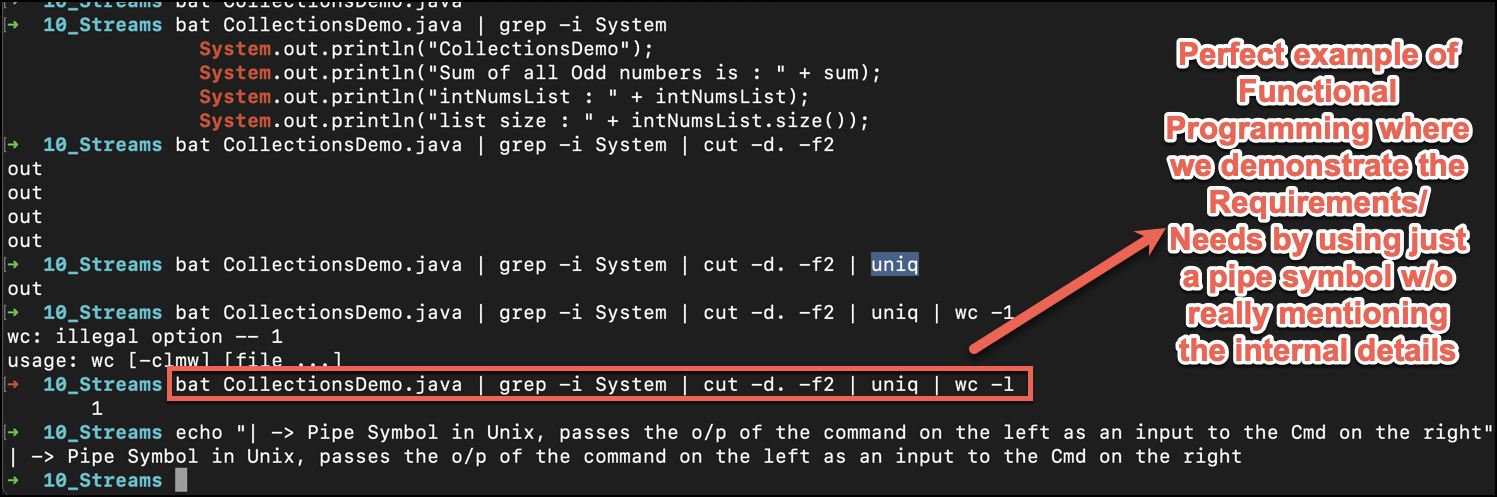 ➜ 10_Streams bat CollectionsDemo.java
➜ 10_Streams bat CollectionsDemo.java | grep -i System
System.out.println("CollectionsDemo");
System.out.println("Sum of all Odd numbers is : " + sum);
System.out.println("intNumsList : " + intNumsList);
System.out.println("list size : " + intNumsList.size());
[➜ 10_Streams bat CollectionsDemo.java | grep -i System | cut -d. -f2
out
out
out
out
[➜ 10_Streams bat CollectionsDemo.java | grep -i System | cut -d. -f2 | uniq
out
[➜ 10_Streams bat CollectionsDemo.java | grep -i System | cut -d. -f2 | uniq | wc -1
wc: illegal option -- 1
usage: wc [-clmw] [file ...]
[➜ 10_Streams bat CollectionsDemo.java | grep -i System | cut -d. -f2 | uniq | wc -l
1
[➜ 10_Streams echo "| -> Pipe Symbol in Unix, passes the o/p of the command on the left as an input to the Cmd on the right"
| -> Pipe Symbol in Unix, passes the o/p of the command on the left as an input to the Cmd on the right
➜ 10_Streams
Perfect example of
Functional
Programming where
we demonstrate the
Requirements/
Needs by using just
a pipe symbol w/o
really mentioning
the internal details